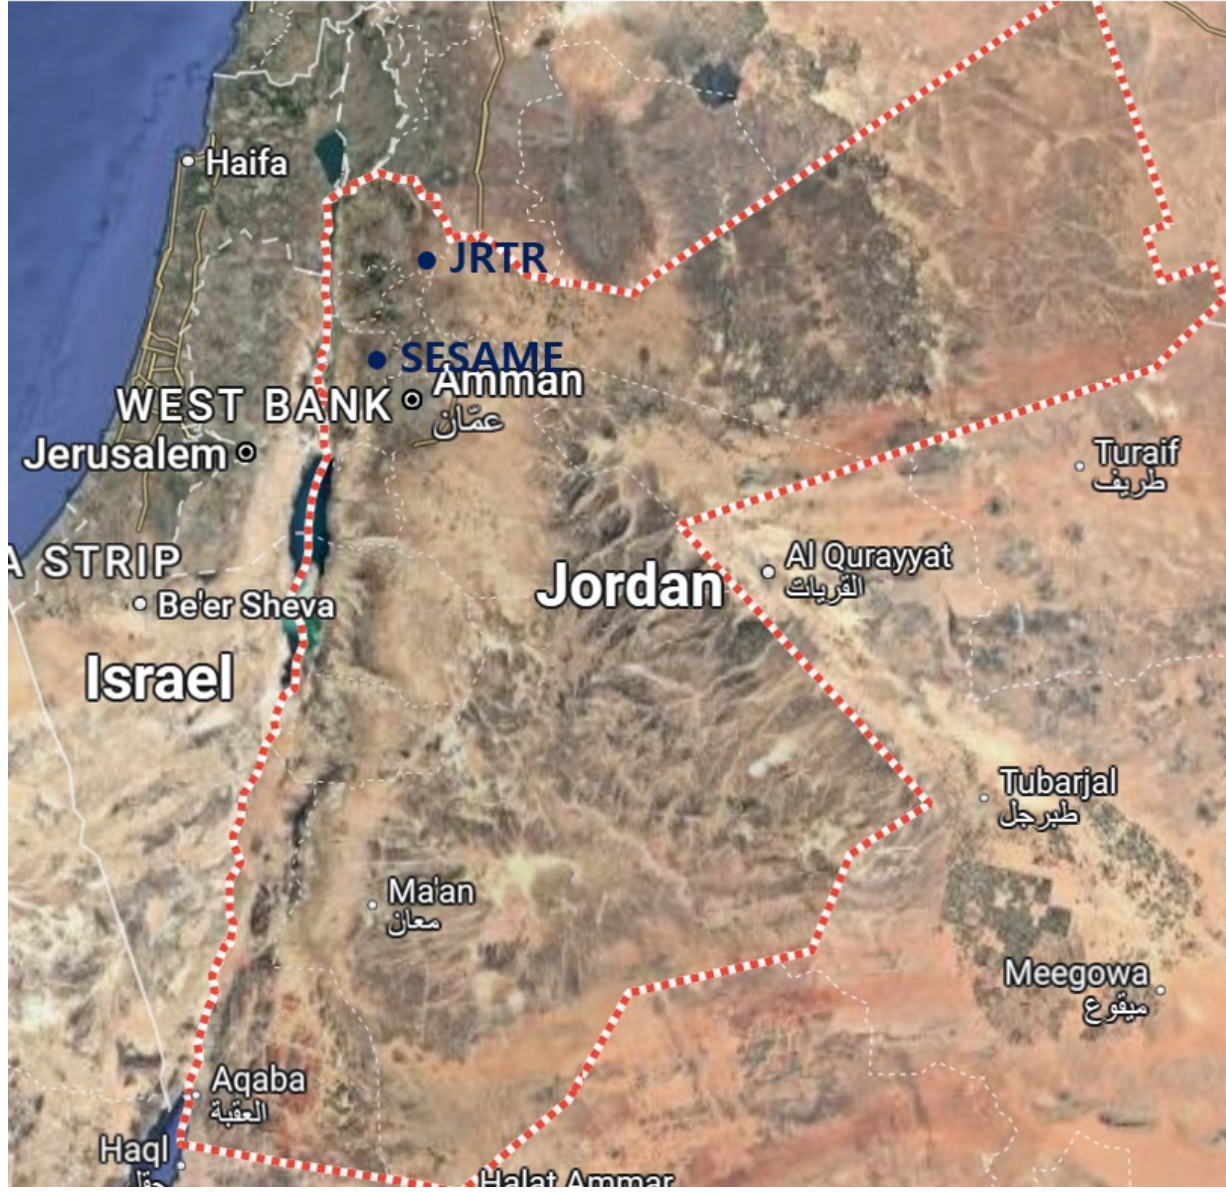 Haifa
JRTR
SESAME
Amman
عمّان
WEST BANK
Jerusalem
Turaif
طريف
A STRIP
Al Qurayyat
القريات
Jordan
Be'er Sheva
Israel
Tubarjal
طبرجل
Ma'an
معان
Meegowa
ميقوع
Aqaba
العقبة
Haql
حقل
Halat Ammar